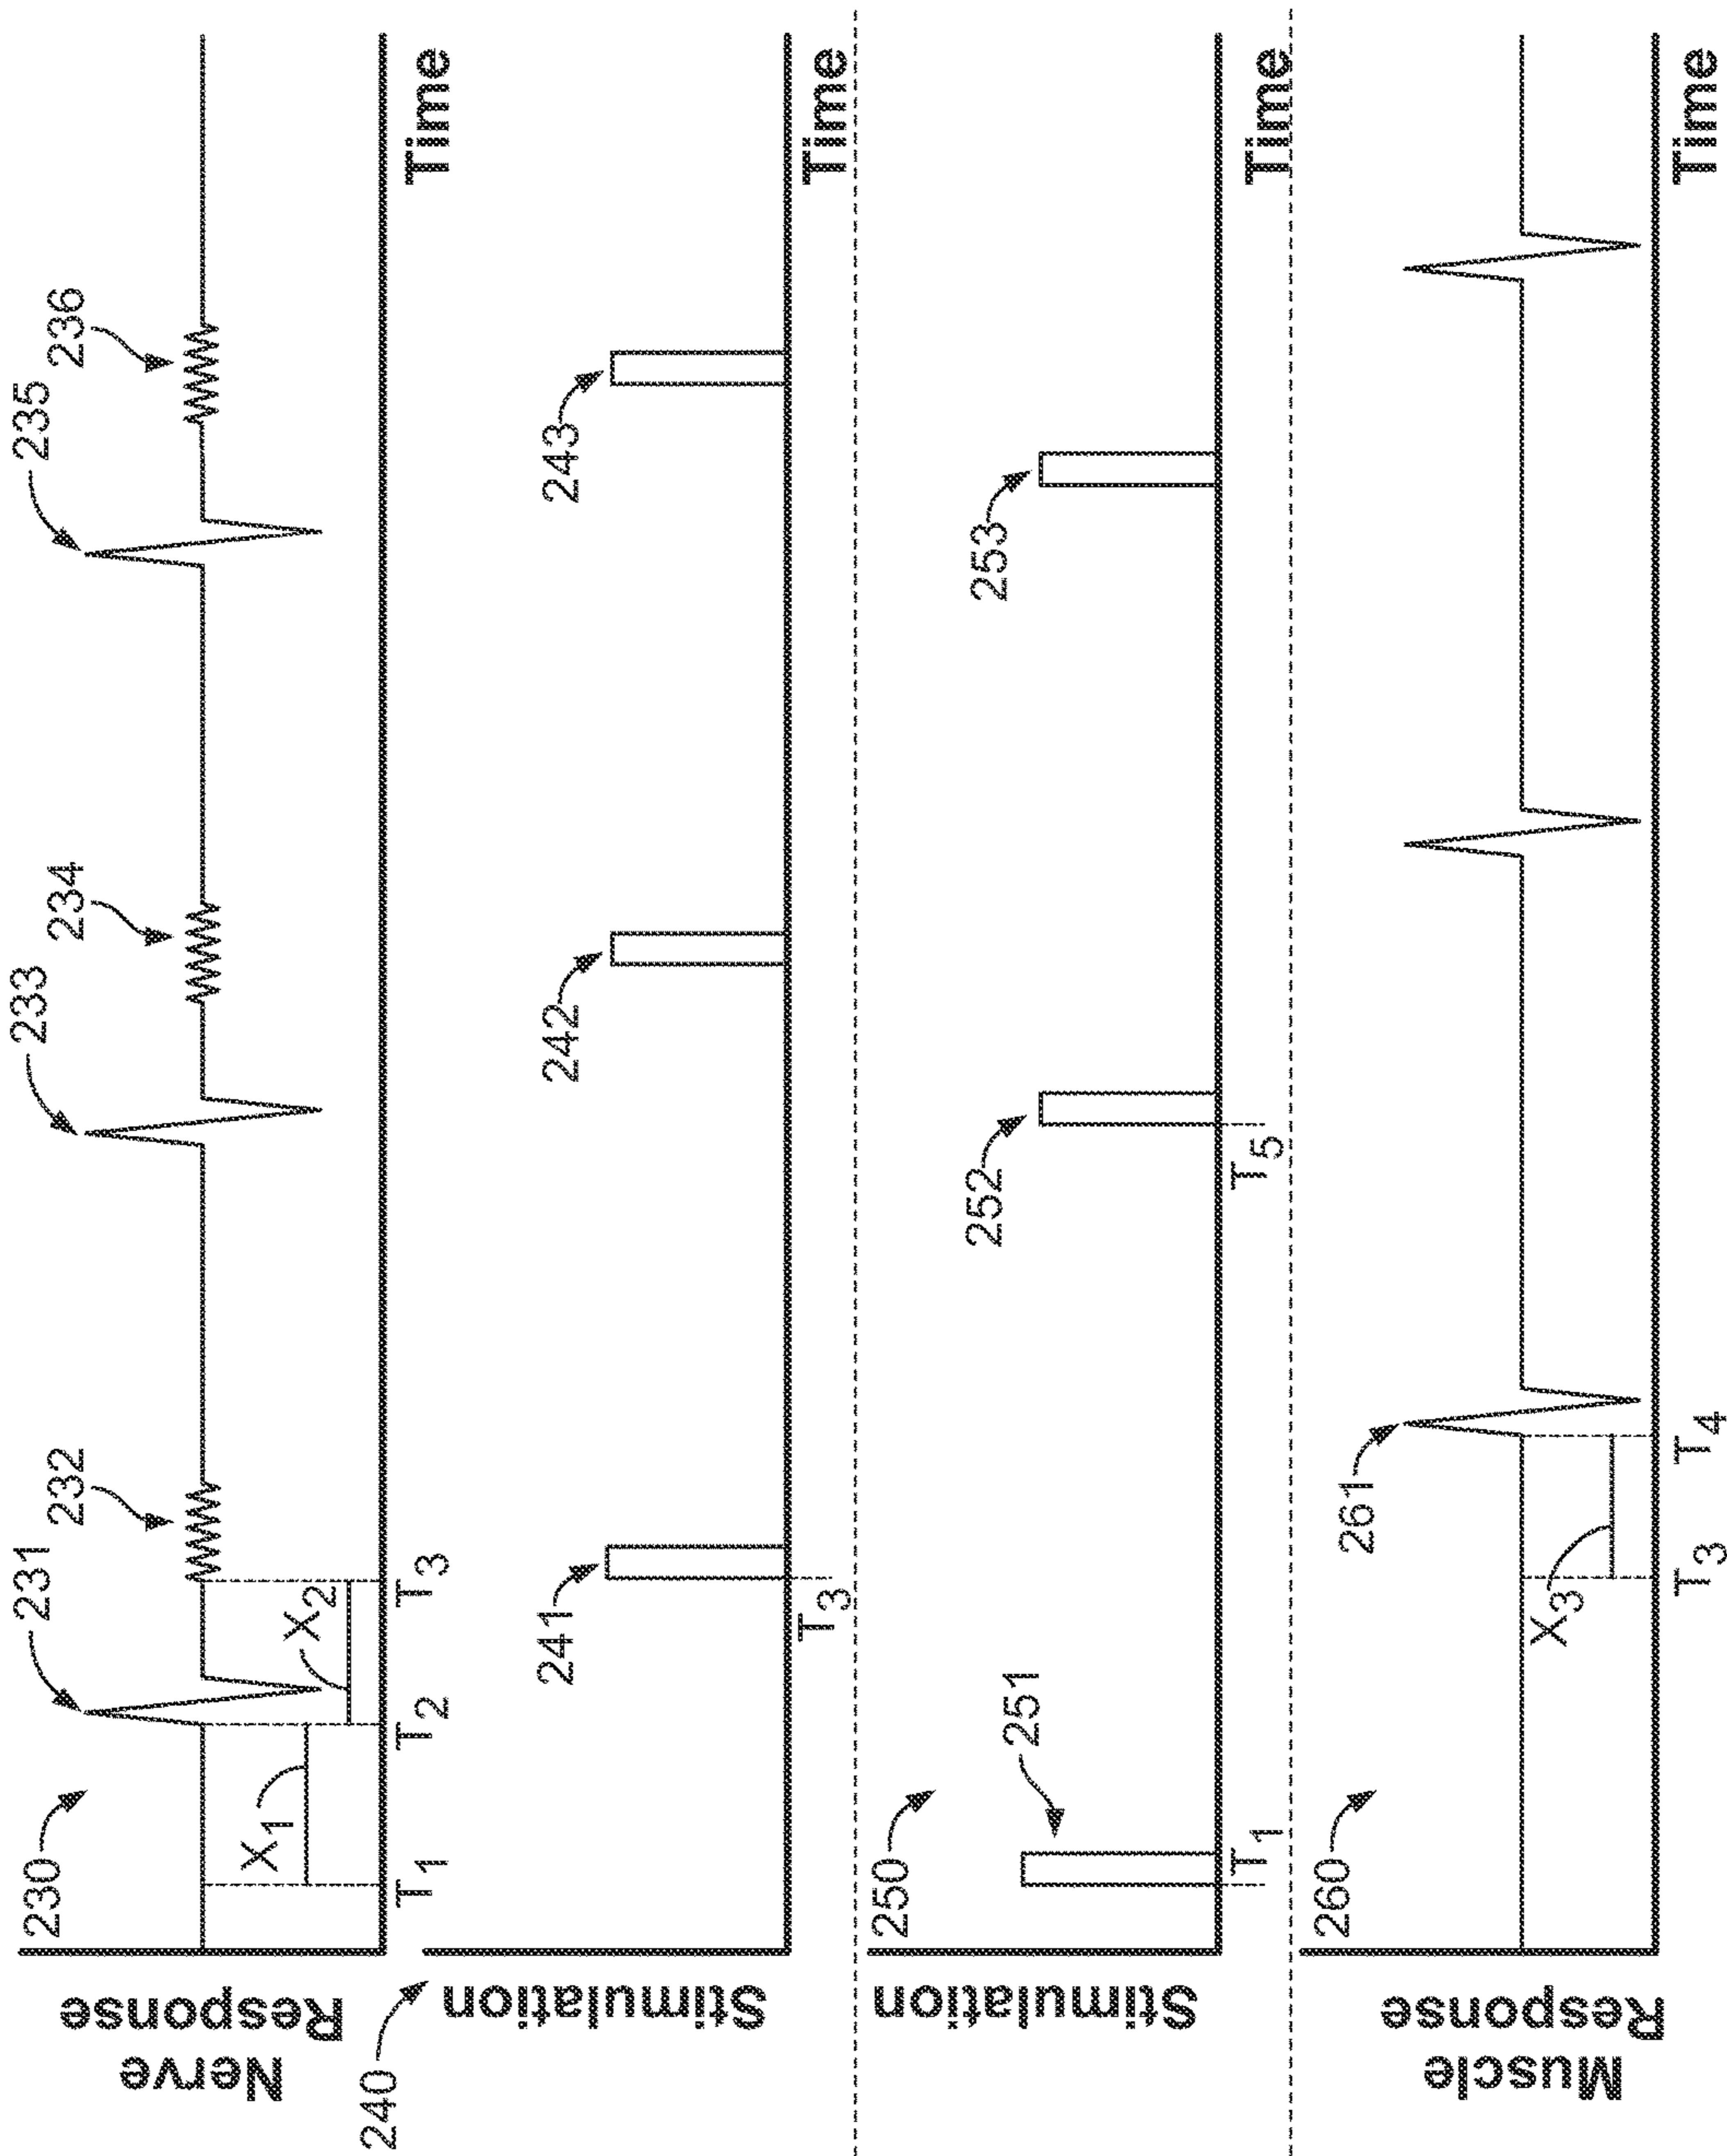 Nerve
Response
230
231
232
233
234
235
236
X1
X2
T1
T2
T3
Time
240
Stimulation
241
242
243
T3
Time
Stimulation
250
251
252
253
T1
T5
Time
Muscle
Response
260
261
X3
T3
T4
Time